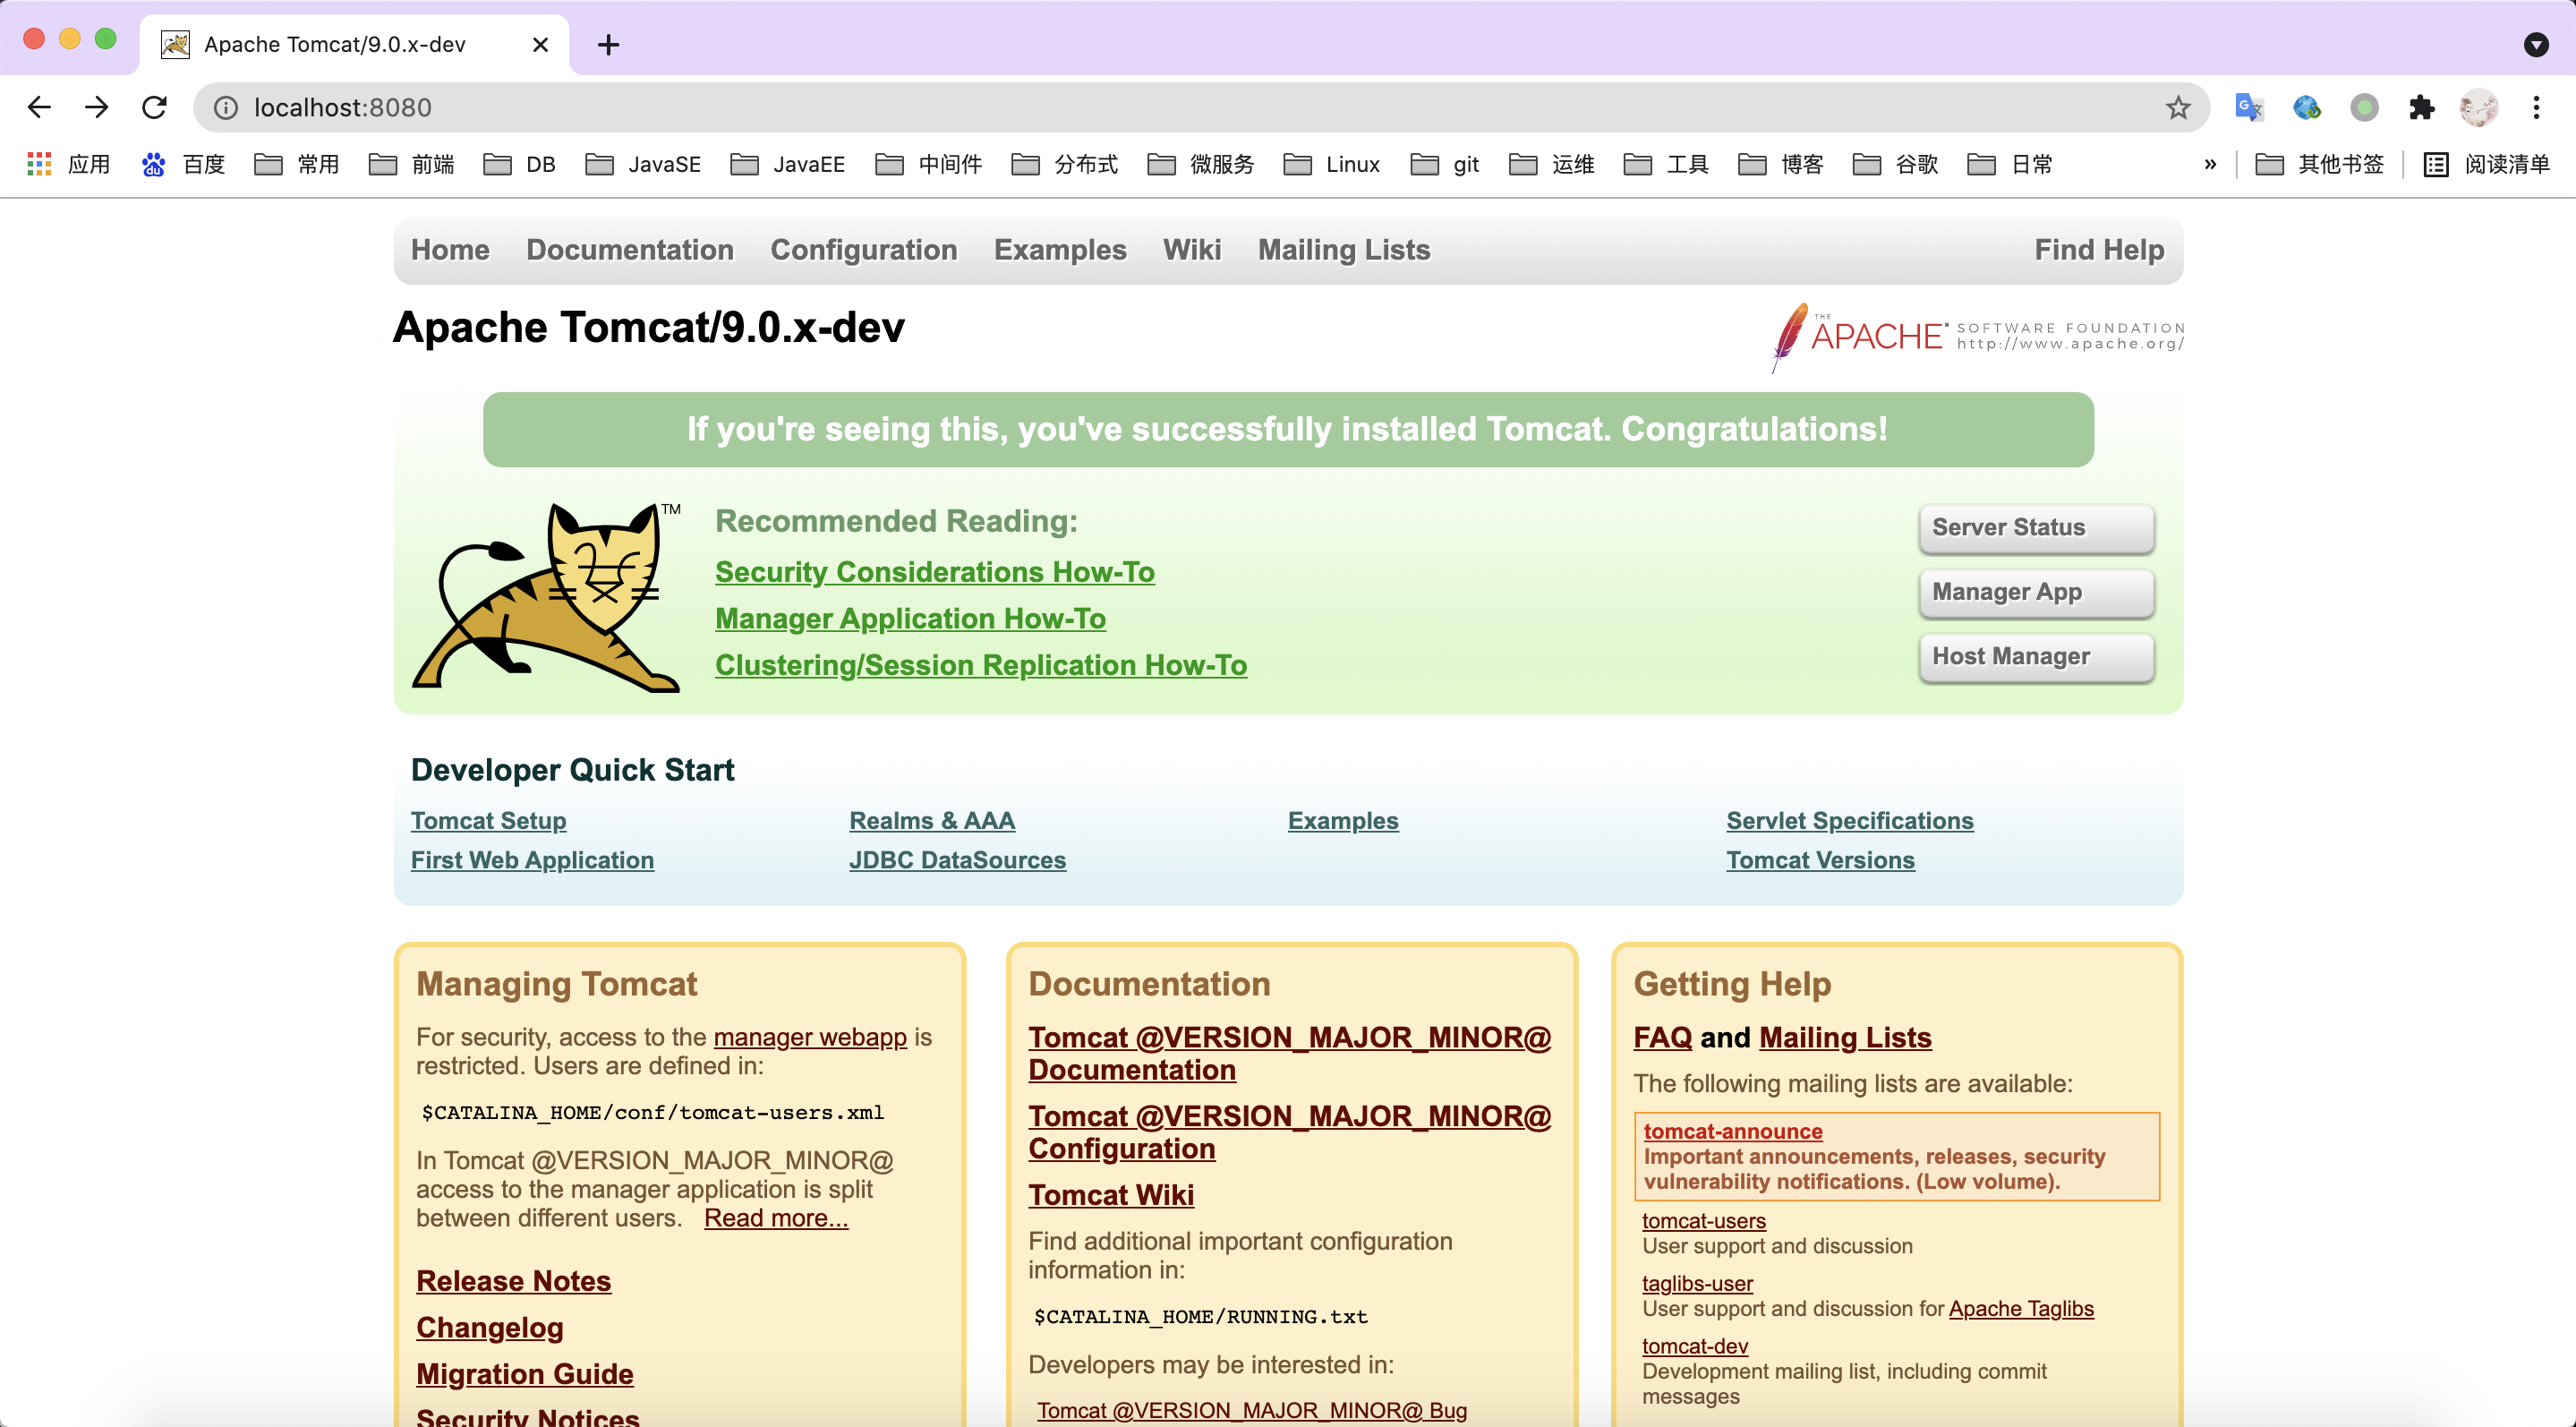 Apache Tomcat/9.0.x-dev
localhost:8080
应用 百度 常用 前端 DB JavaSE JavaEE 中间件 分布式 微服务 Linux git 运维 工具 博客 谷歌 日常 » 其他书签 阅读清单
Home Documentation Configuration Examples Wiki Mailing Lists Find Help
Apache Tomcat/9.0.x-dev
THE APACHE® SOFTWARE FOUNDATION
http://www.apache.org/
If you're seeing this, you've successfully installed Tomcat. Congratulations!
TM
Recommended Reading:
Security Considerations How-To
Manager Application How-To
Clustering/Session Replication How-To
Server Status
Manager App
Host Manager
Developer Quick Start
Tomcat Setup
First Web Application
Realms & AAA
JDBC DataSources
Examples
Servlet Specifications
Tomcat Versions
Managing Tomcat
For security, access to the manager webapp is
restricted. Users are defined in:
$CATALINA_HOME/conf/tomcat-users.xml
In Tomcat @VERSION_MAJOR_MINOR@
access to the manager application is split
between different users. Read more...
Release Notes
Changelog
Migration Guide
Security Notices
Documentation
Tomcat @VERSION_MAJOR_MINOR@
Documentation
Tomcat @VERSION_MAJOR_MINOR@
Configuration
Tomcat Wiki
Find additional important configuration
information in:
$CATALINA_HOME/RUNNING.txt
Developers may be interested in:
Tomcat @VERSION_MAJOR_MINOR@ Bug
Getting Help
FAQ and Mailing Lists
The following mailing lists are available:
tomcat-announce
Important announcements, releases, security
vulnerability notifications. (Low volume).
tomcat-users
User support and discussion
taglibs-user
User support and discussion for Apache Taglibs
tomcat-dev
Development mailing list, including commit
messages